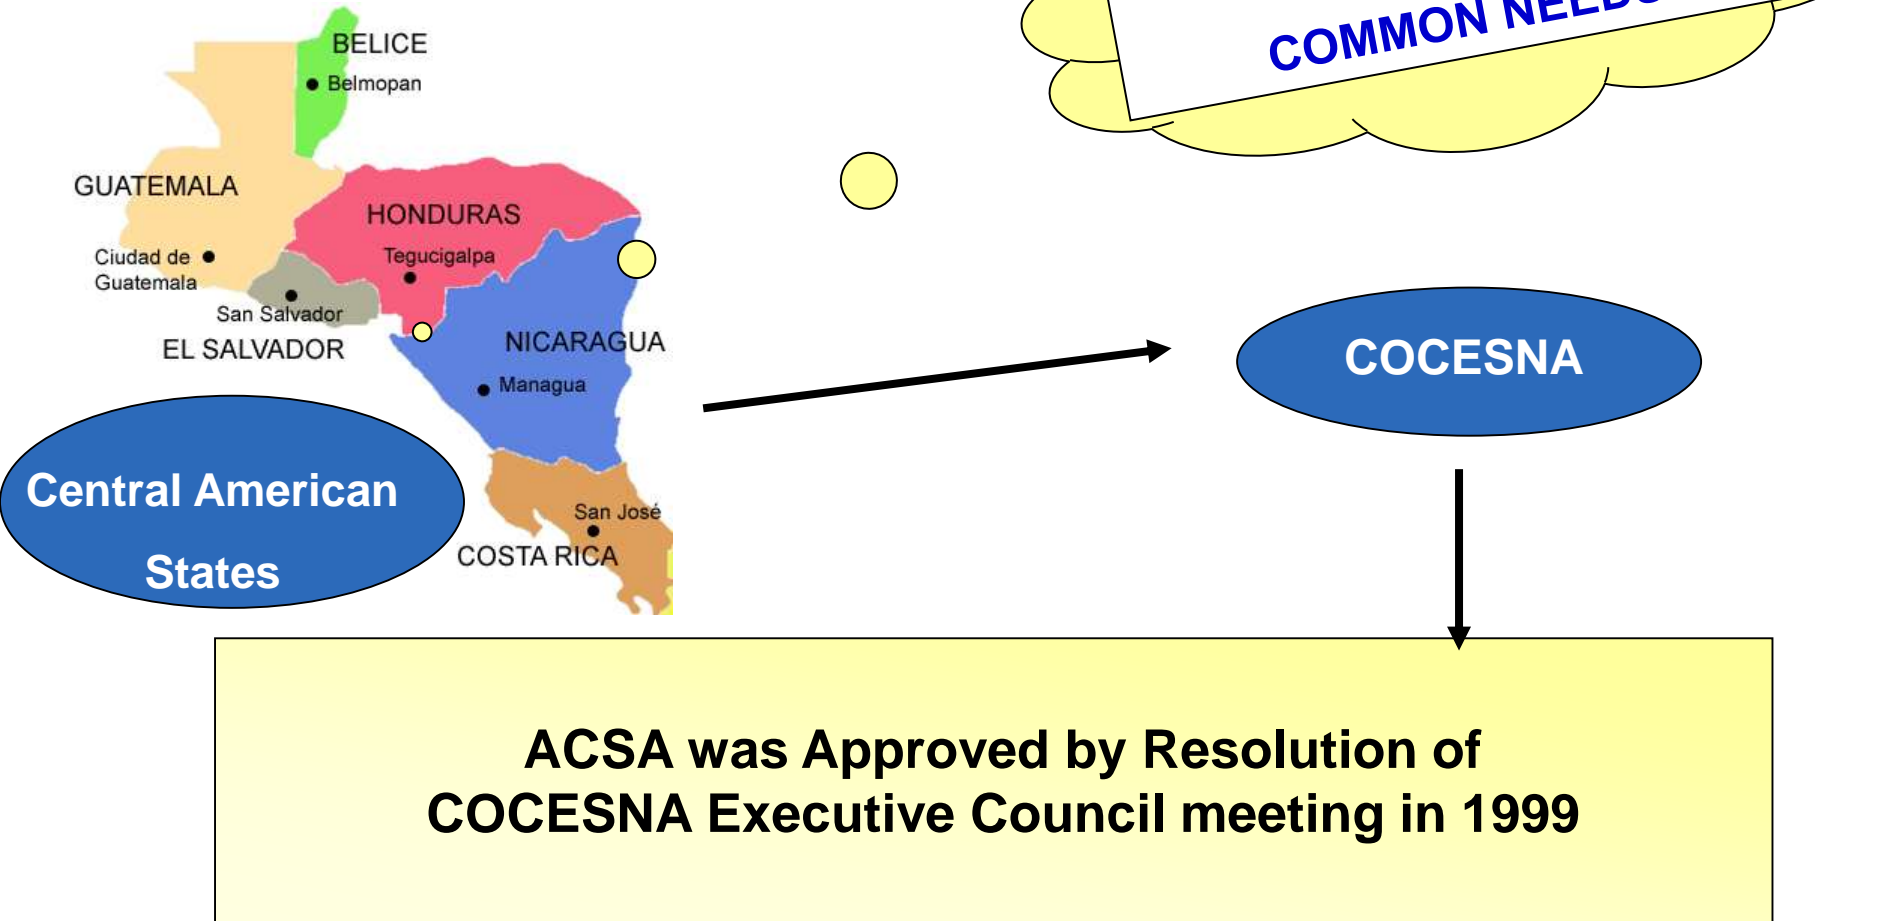 COMMON NEEDS
BELICE
Belmopan
GUATEMALA
HONDURAS
Ciudad de
Guatemala
Tegucigalpa
San Salvador
EL SALVADOR
NICARAGUA
Managua
COCESNA
Central American
States
San José
COSTA RICA
ACSA was Approved by Resolution of
COCESNA Executive Council meeting in 1999